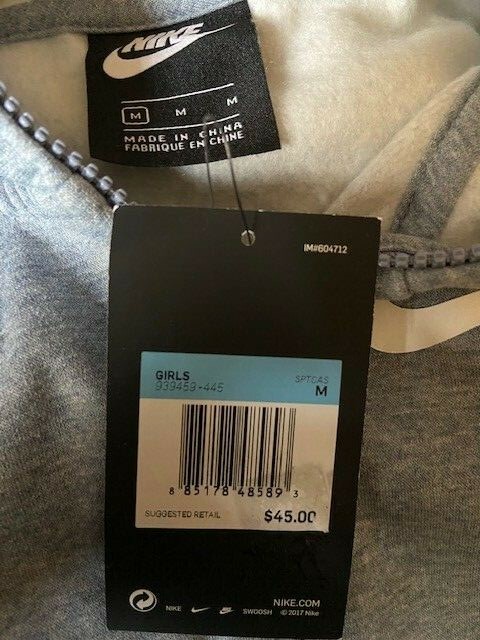 NIKE
M M M
MADE IN CHINA
FABRIQUE EN CHINE
IM#604712
GIRLS
939459-445
SPTCAS
M
8 85178 48589 3
SUGGESTED RETAIL $45.00
NIKE SWOOSH
NIKE.COM
©2017 Nike